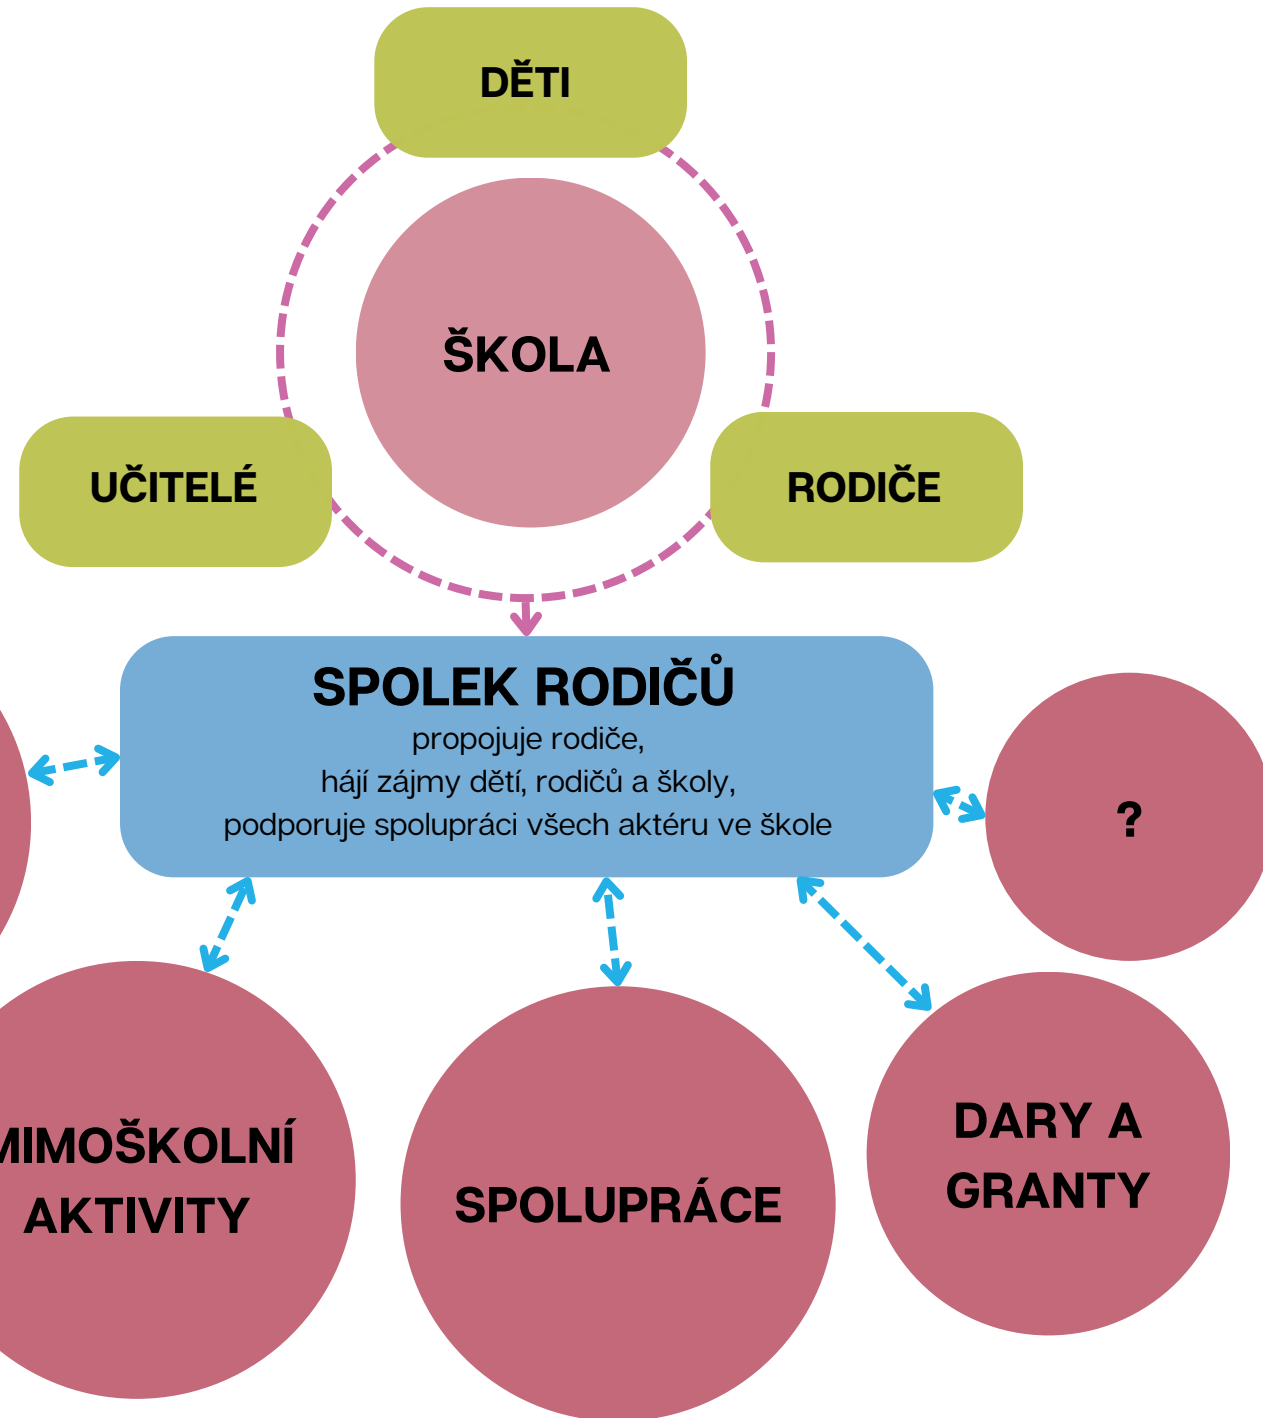 DĚTI
ŠKOLA
UČITELÉ
RODIČE
SPOLEK RODIČŮ
propojuje rodiče,
hájí zájmy dětí, rodičů a školy,
podporuje spolupráci všech aktéru ve škole
?
MIMOŠKOLNÍ
AKTIVITY
SPOLUPRÁCE
DARY A
GRANTY